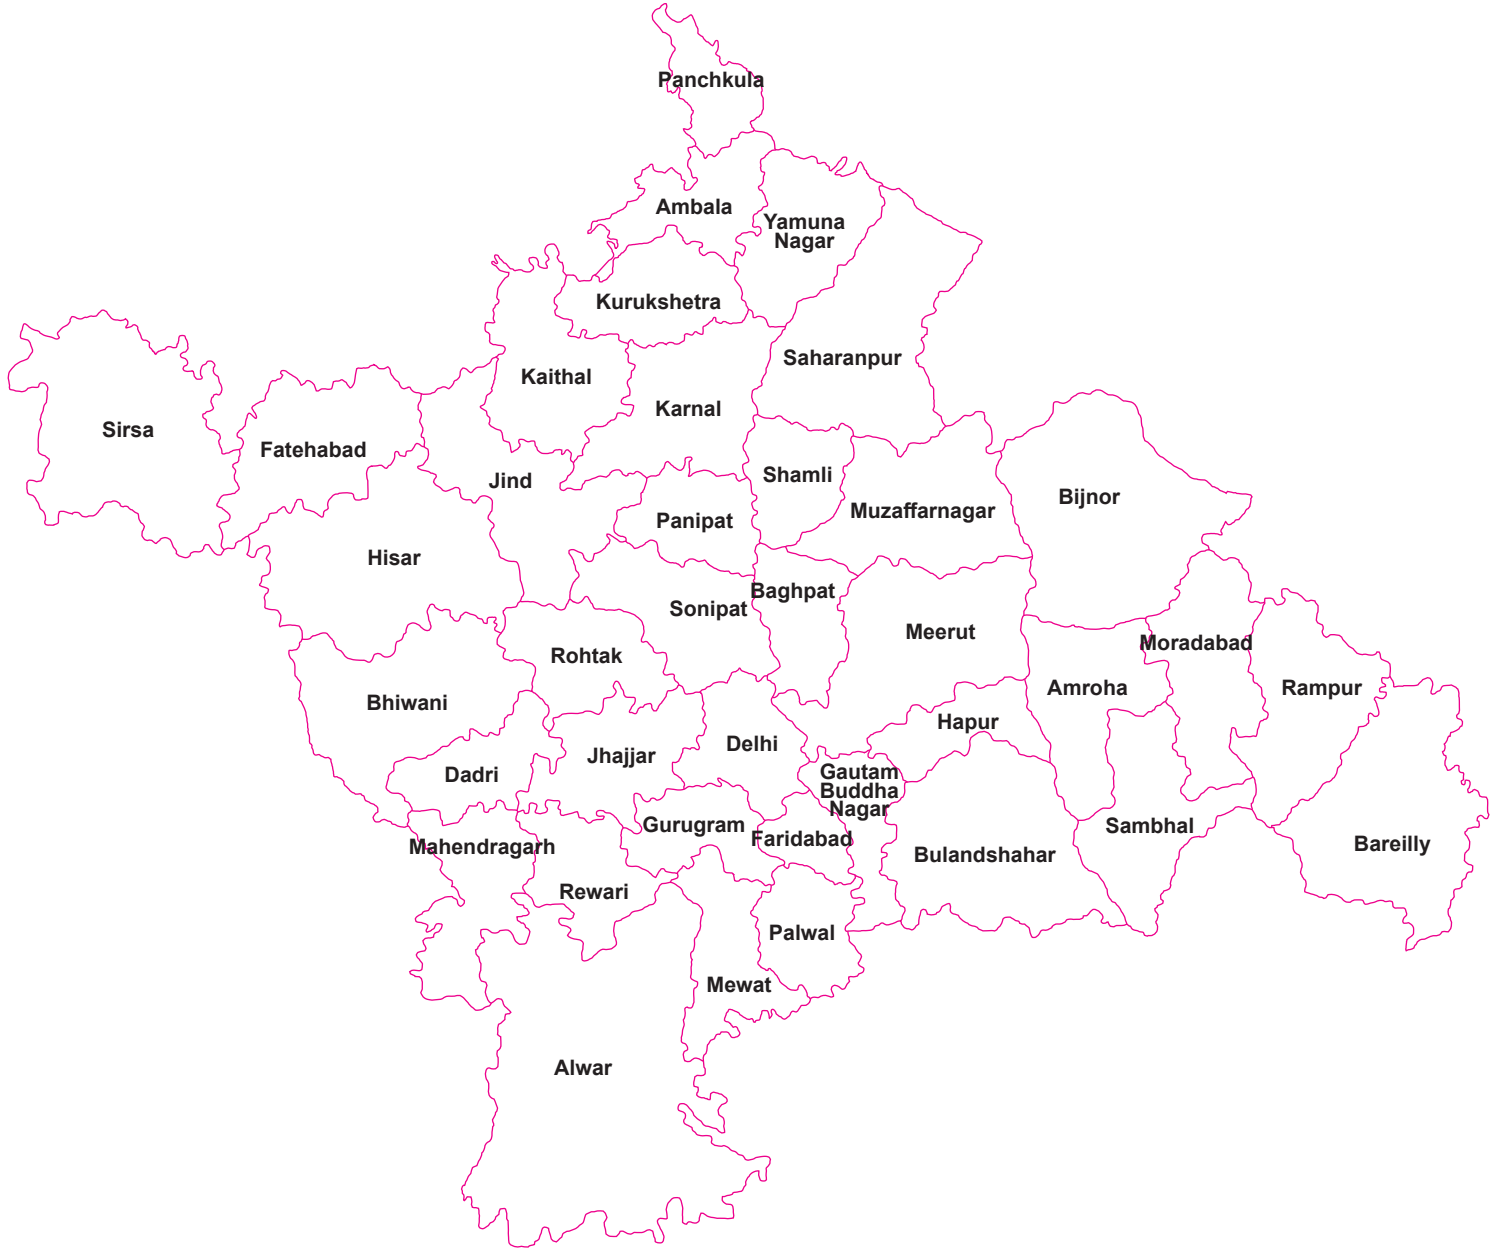 Panchkula
Ambala
Yamuna
Nagar
Kurukshetra
Saharanpur
Kaithal
Karnal
Sirsa
Fatehabad
Jind
Shamli
Bijnor
Muzaffarnagar
Panipat
Hisar
Baghpat
Sonipat
Meerut
Moradabad
Rohtak
Amroha
Rampur
Bhiwani
Hapur
Delhi
Jhajjar
Dadri
Gautam
Buddha
Nagar
Gurugram
Faridabad
Sambhal
Mahendragarh
Bulandshahar
Bareilly
Rewari
Palwal
Mewat
Alwar